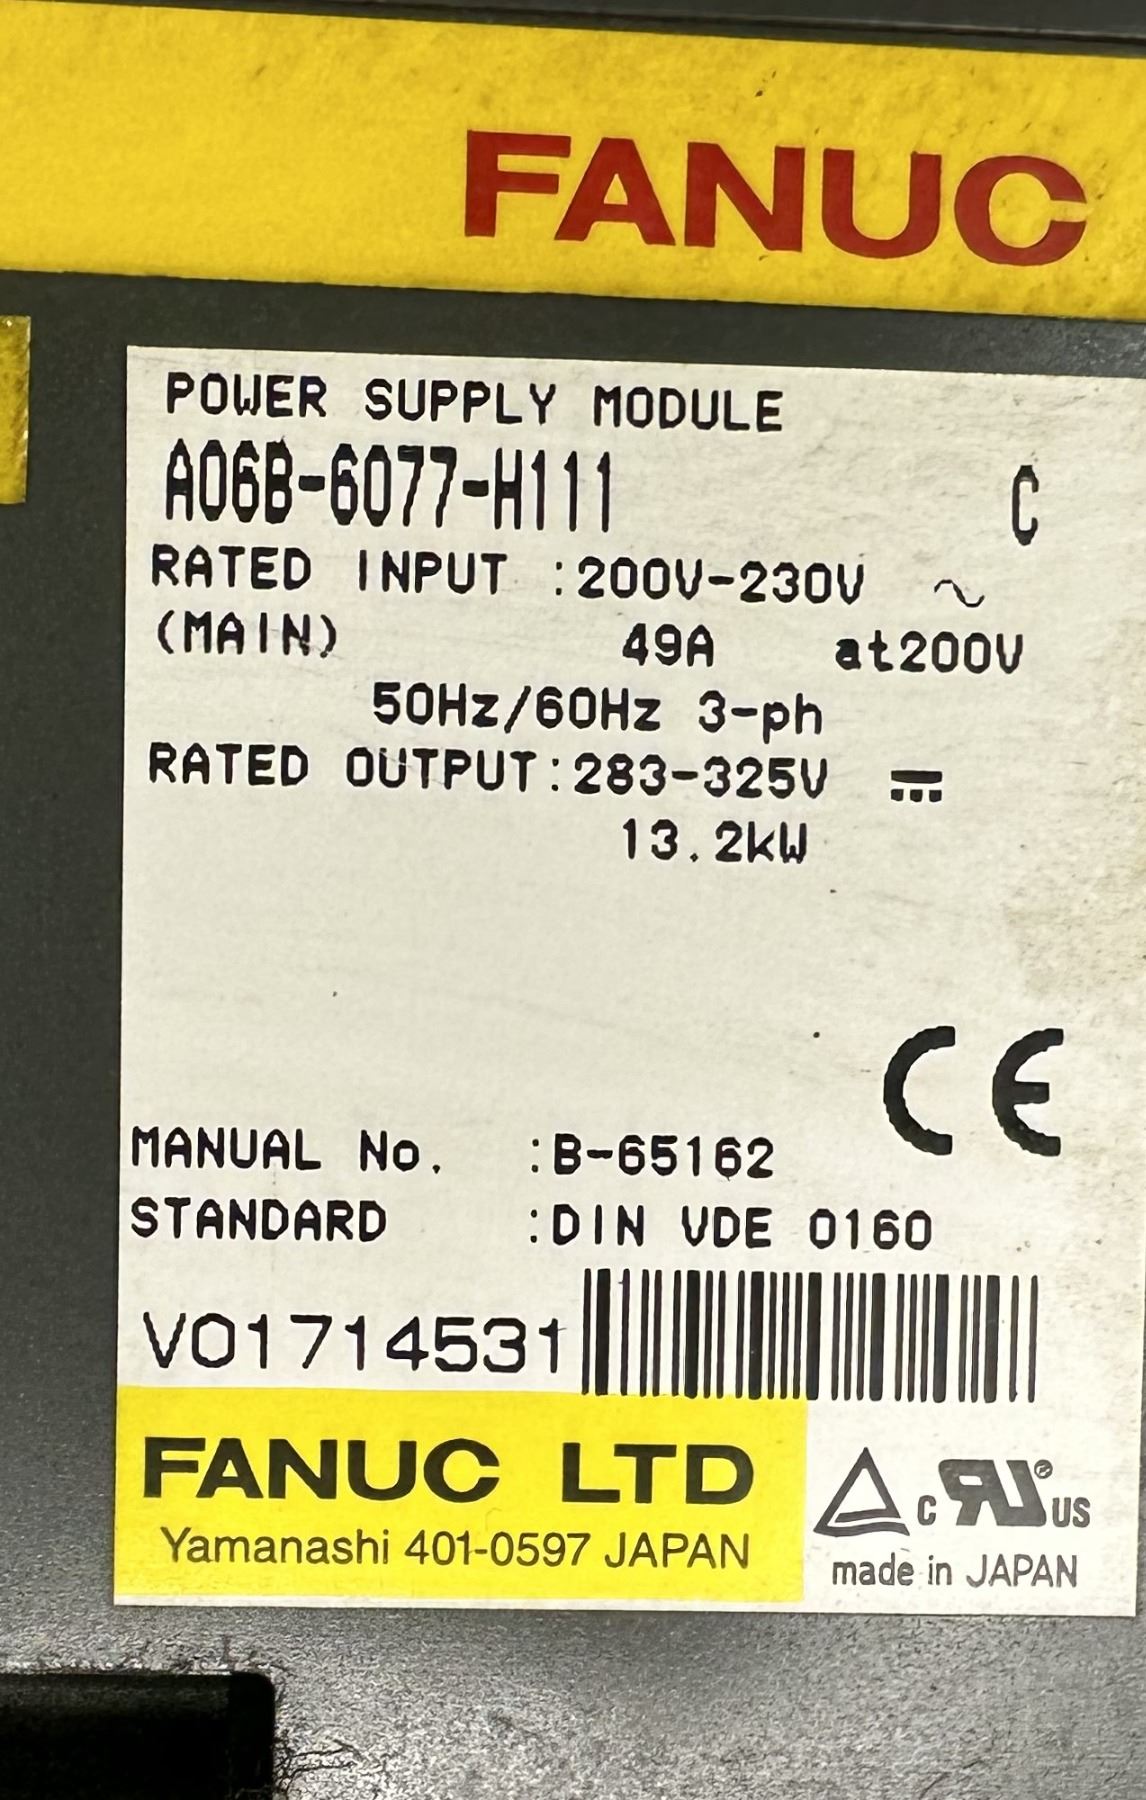 FANUC
POWER SUPPLY MODULE
A06B-6077-H111 C
RATED INPUT :200V-230V ~
(MAIN) 49A at200V
50Hz/60Hz 3-ph
RATED OUTPUT:283-325V ⎓
13.2kW
CE
MANUAL No. :B-65162
STANDARD :DIN VDE 0160
V01714531
FANUC LTD
Yamanashi 401-0597 JAPAN
c RU ® US
made in JAPAN